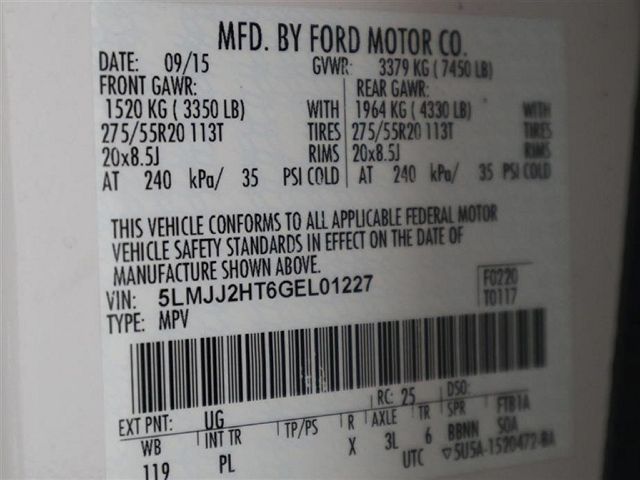 MFD. BY FORD MOTOR CO.
DATE: 09/15 GVWR: 3379 KG ( 7450 LB)
FRONT GAWR: REAR GAWR:
1520 KG ( 3350 LB) WITH 1964 KG ( 4330 LB) WITH
275/55R20 113T TIRES 275/55R20 113T TIRES
20x8.5J RIMS 20x8.5J RIMS
AT 240 kPa/ 35 PSI COLD AT 240 kPa/ 35 PSI COLD
THIS VEHICLE CONFORMS TO ALL APPLICABLE FEDERAL MOTOR
VEHICLE SAFETY STANDARDS IN EFFECT ON THE DATE OF
MANUFACTURE SHOWN ABOVE.
VIN: 5LMJJ2HT6GEL01227 F0220
TYPE: MPV T0117
EXT PNT: UG RC: 25 DSO:
WB INT TR TP/PS R AXLE TR SPR FTB1A
119 PL X 3L 6 BBNN SOA
UTC ▽5U5A-1520472-BA